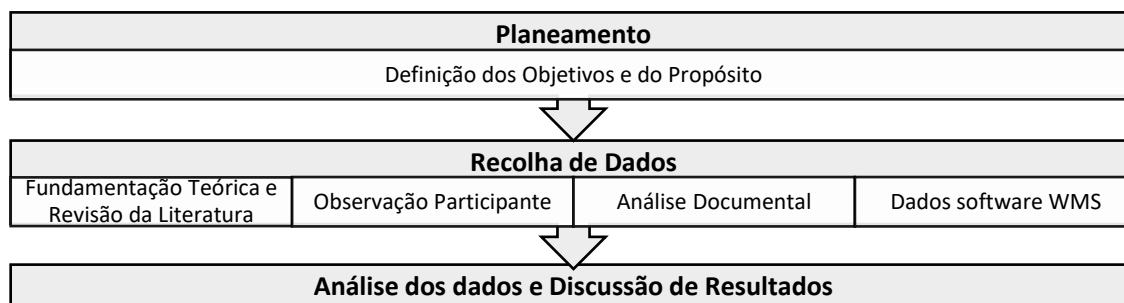 Planeamento
Definição dos Objetivos e do Propósito
Recolha de Dados
Fundamentação Teórica e
Revisão da Literatura
Observação Participante
Análise Documental
Dados software WMS
Análise dos dados e Discussão de Resultados